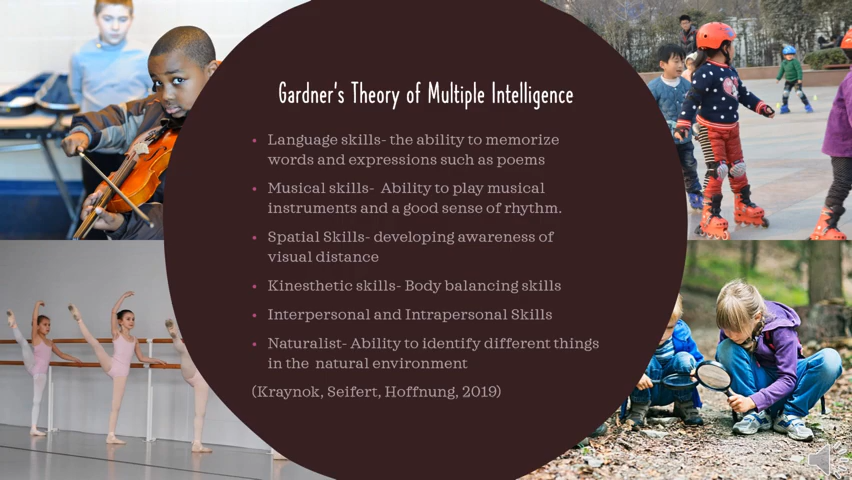 Gardner's Theory of Multiple Intelligence
• Language skills- the ability to memorize
words and expressions such as poems
• Musical skills- Ability to play musical
instruments and a good sense of rhythm.
• Spatial Skills- developing awareness of
visual distance
• Kinesthetic skills- Body balancing skills
• Interpersonal and Intrapersonal Skills
• Naturalist- Ability to identify different things
in the natural environment
(Kraynok, Seifert, Hoffnung, 2019)